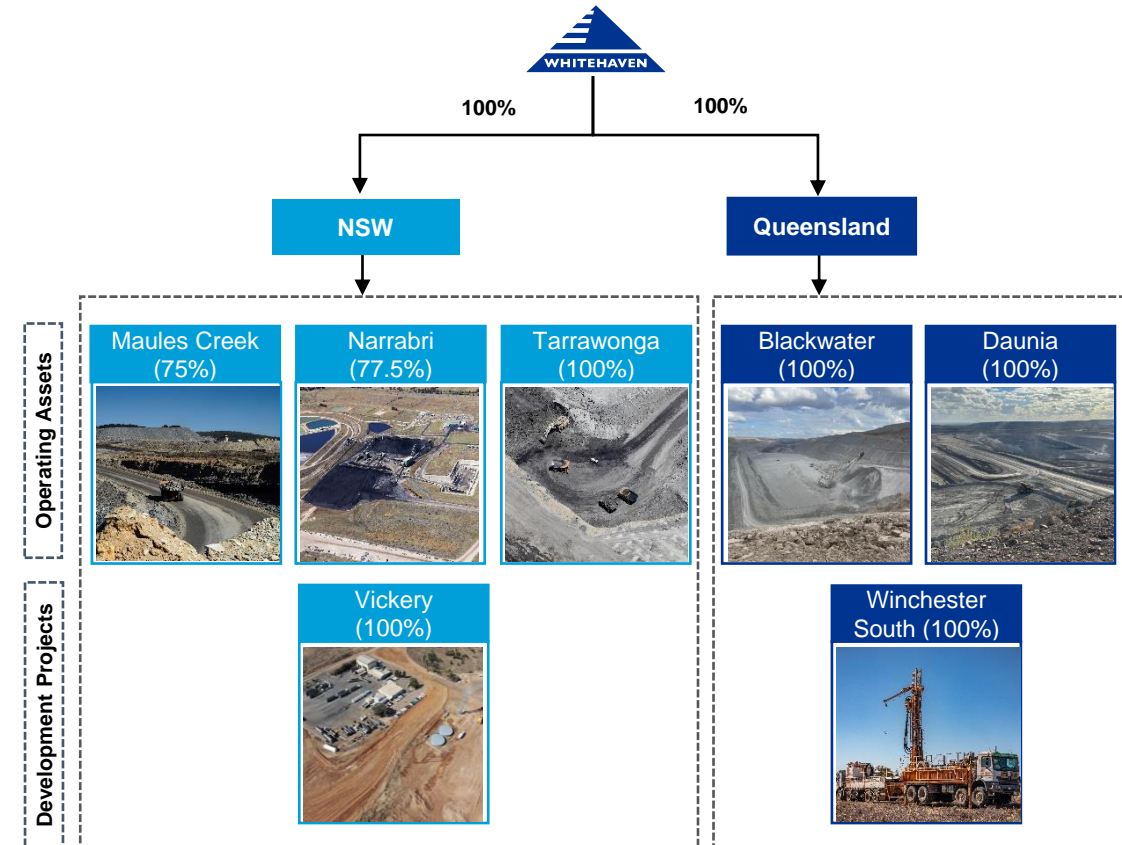 WHITEHAVEN
100%
100%
NSW
Queensland
Operating Assets
Maules Creek
(75%)
Narrabri
(77.5%)
Tarrawonga
(100%)
Blackwater
(100%)
Daunia
(100%)
Development Projects
Vickery
(100%)
Winchester
South (100%)